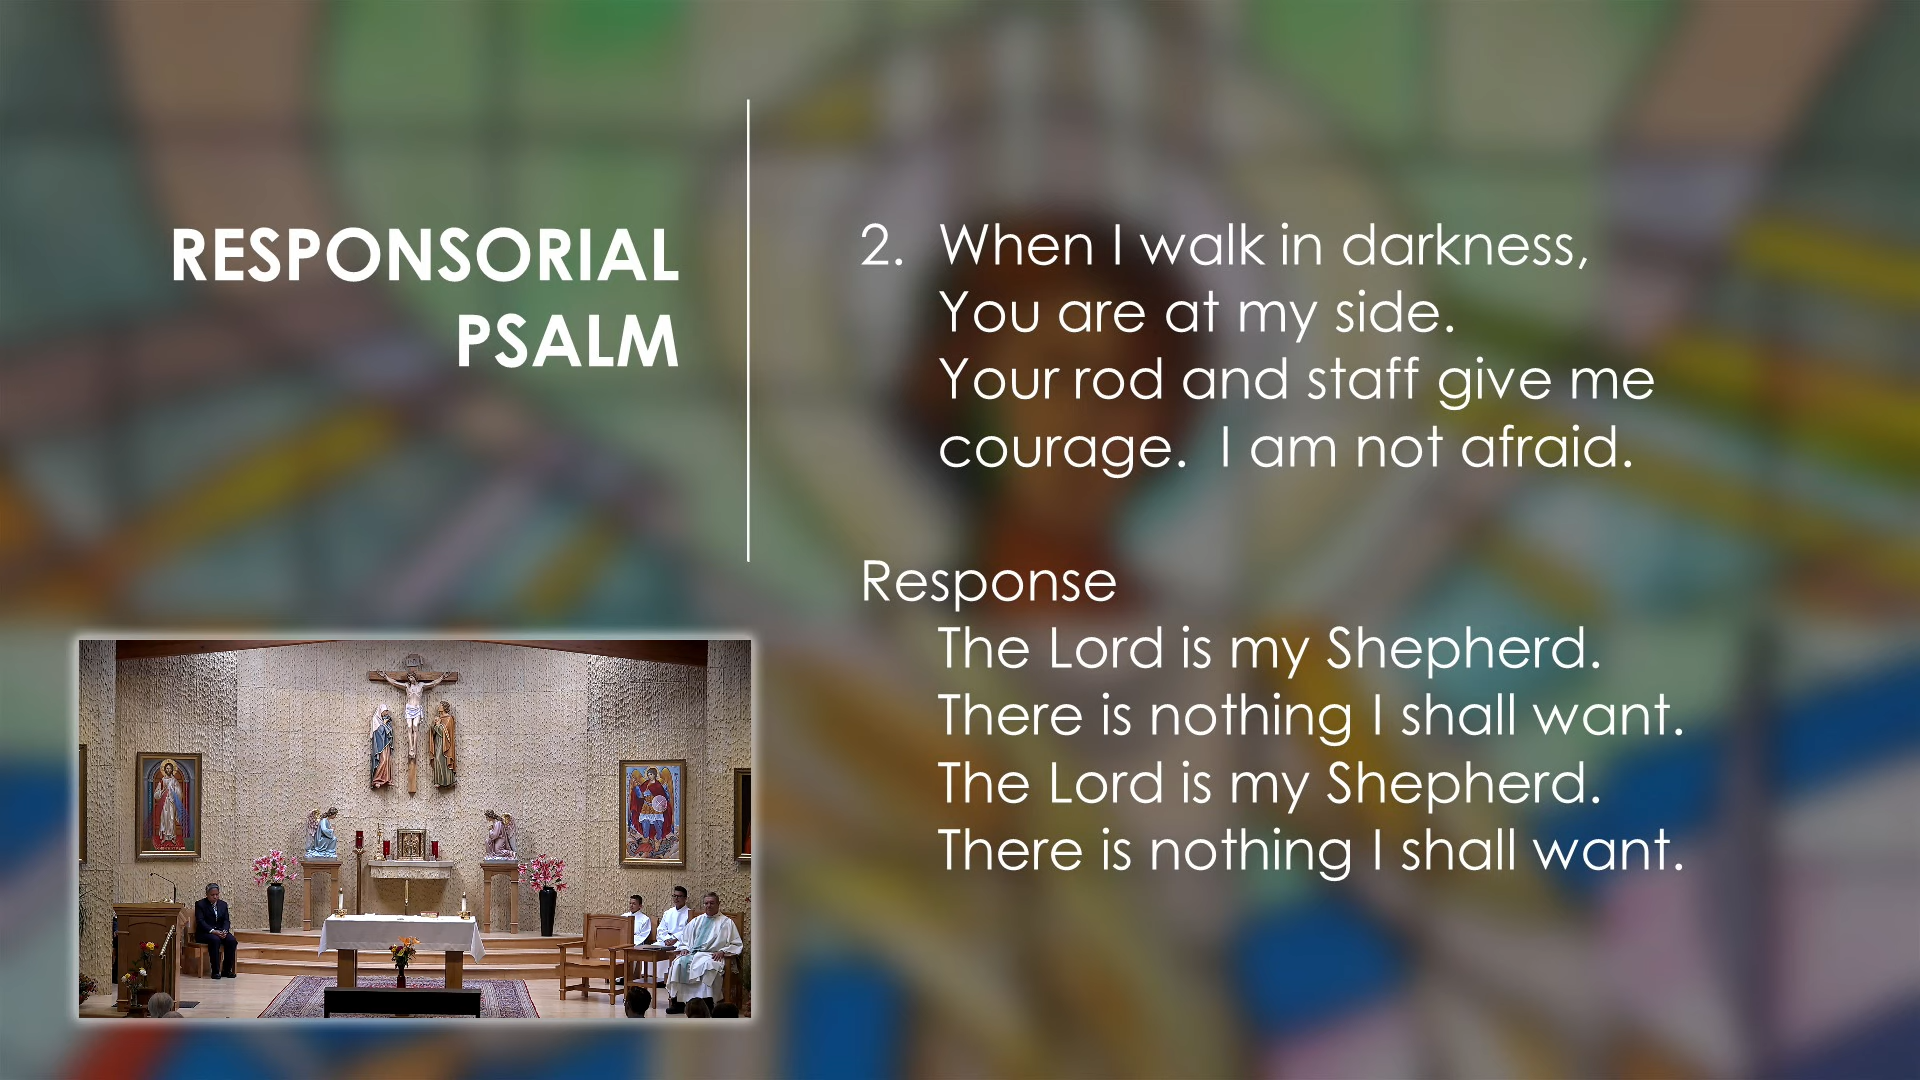 RESPONSORIAL
PSALM
2. When I walk in darkness,
You are at my side.
Your rod and staff give me
courage. I am not afraid.
Response
The Lord is my Shepherd.
There is nothing I shall want.
The Lord is my Shepherd.
There is nothing I shall want.